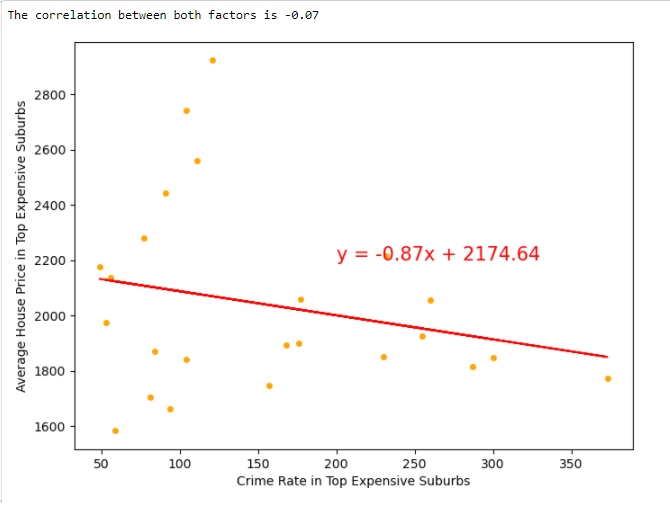 The correlation between both factors is -0.07
2800
2600
2400
2200
2000
1800
1600
Average House Price in Top Expensive Suburbs
y = -0.87x + 2174.64
50 100 150 200 250 300 350
Crime Rate in Top Expensive Suburbs